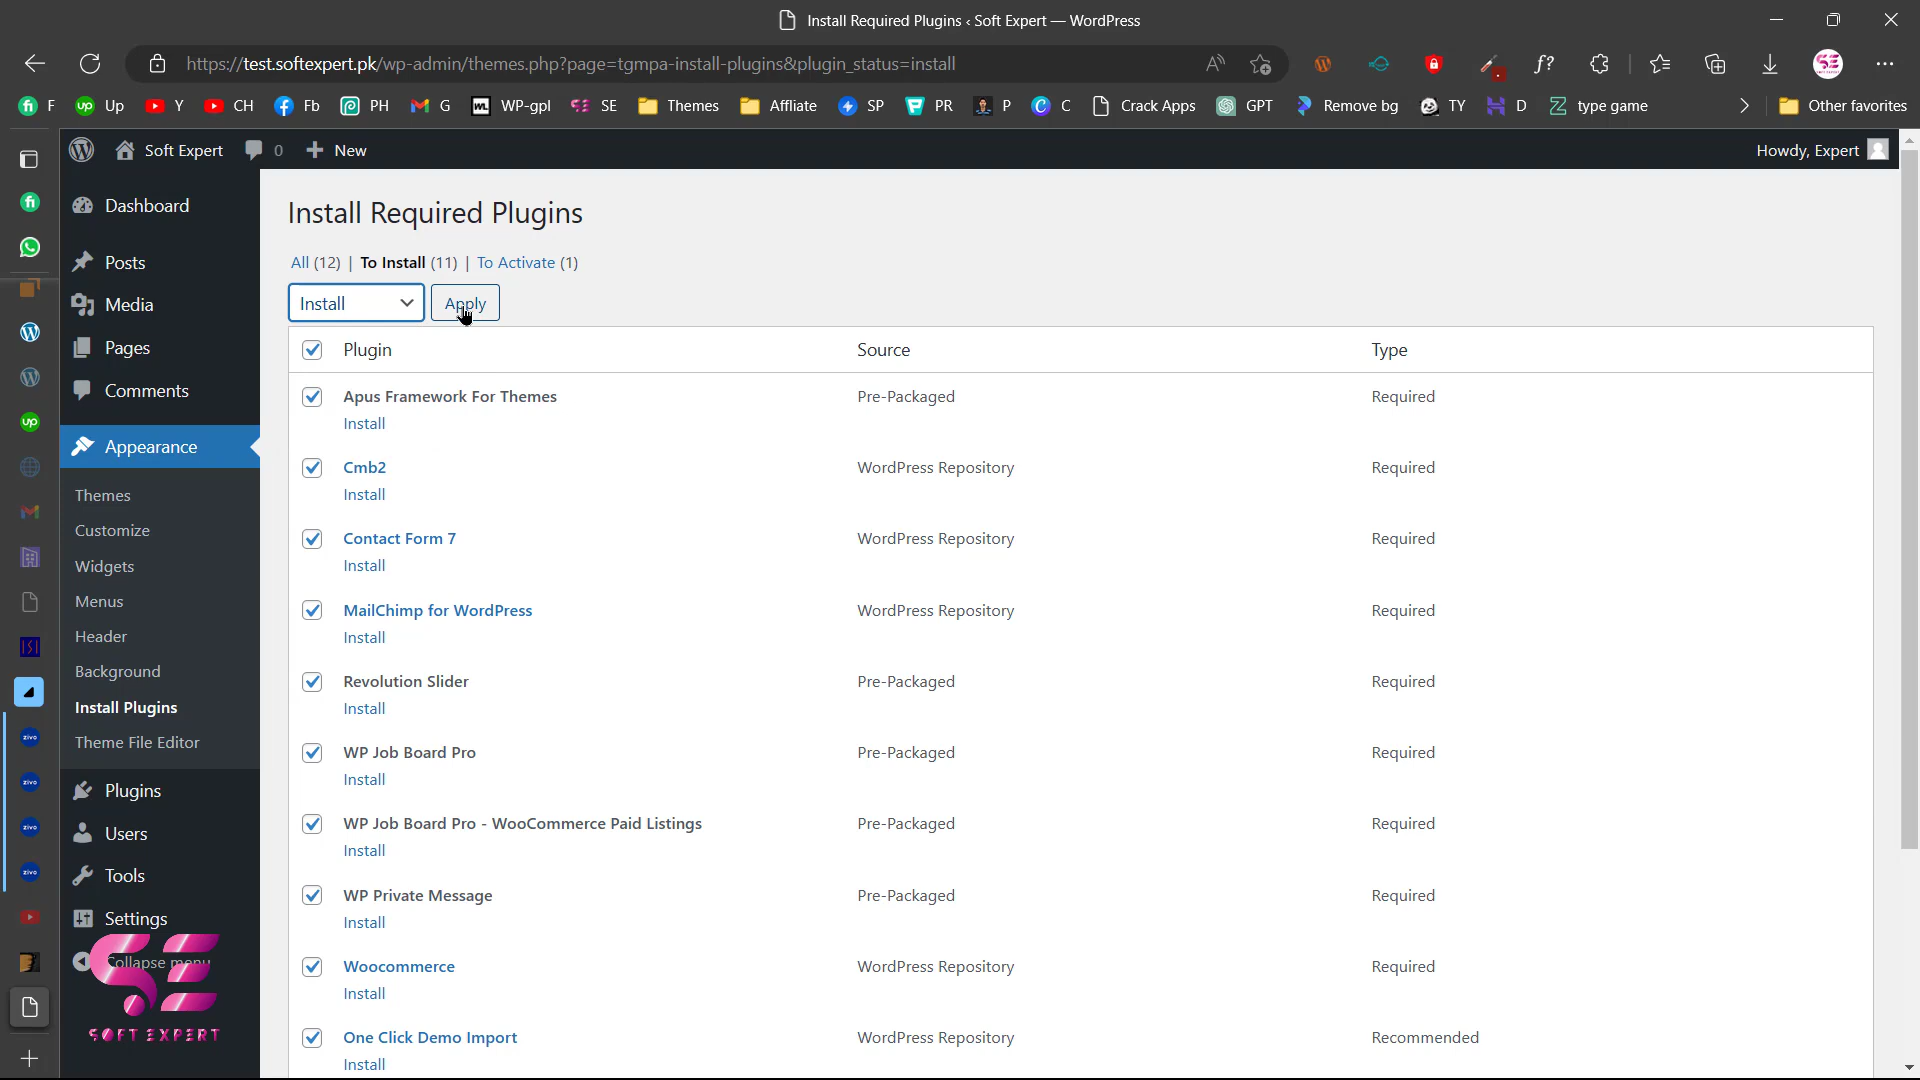 Install Required Plugins ‹ Soft Expert — WordPress
https://test.softexpert.pk/wp-admin/themes.php?page=tgmpa-install-plugins&plugin_status=install
F Up Y CH Fb PH G WP-gpl SE Themes Affliate SP PR P C Crack Apps GPT Remove bg TY D type game Other favorites
Soft Expert 0 New Howdy, Expert
Dashboard
Posts
Media
Pages
Comments
Appearance
Themes
Customize
Widgets
Menus
Header
Background
Install Plugins
Theme File Editor
Plugins
Users
Tools
Settings
Collapse menu
SE
SOFT EXPERT
Install Required Plugins
All (12) | To Install (11) | To Activate (1)
Install Apply
Plugin Source Type
Apus Framework For Themes Pre-Packaged Required
Install
Cmb2 WordPress Repository Required
Install
Contact Form 7 WordPress Repository Required
Install
MailChimp for WordPress WordPress Repository Required
Install
Revolution Slider Pre-Packaged Required
Install
WP Job Board Pro Pre-Packaged Required
Install
WP Job Board Pro - WooCommerce Paid Listings Pre-Packaged Required
Install
WP Private Message Pre-Packaged Required
Install
Woocommerce WordPress Repository Required
Install
One Click Demo Import WordPress Repository Recommended
Install